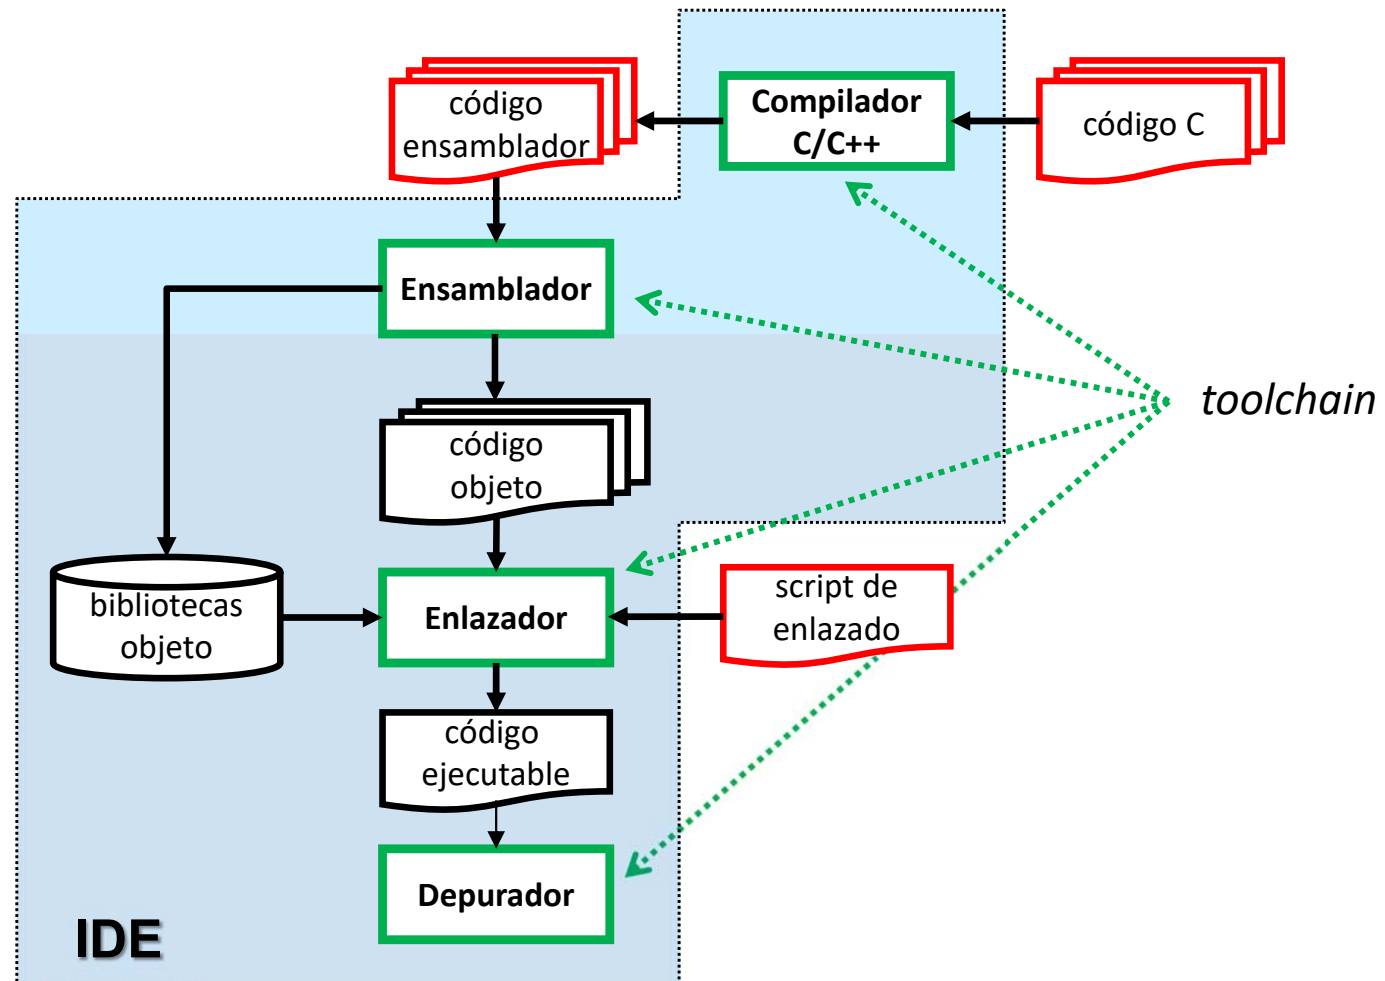 código
ensamblador
Compilador
C/C++
código C
Ensamblador
toolchain
código
objeto
bibliotecas
objeto
Enlazador
script de
enlazado
código
ejecutable
Depurador
IDE